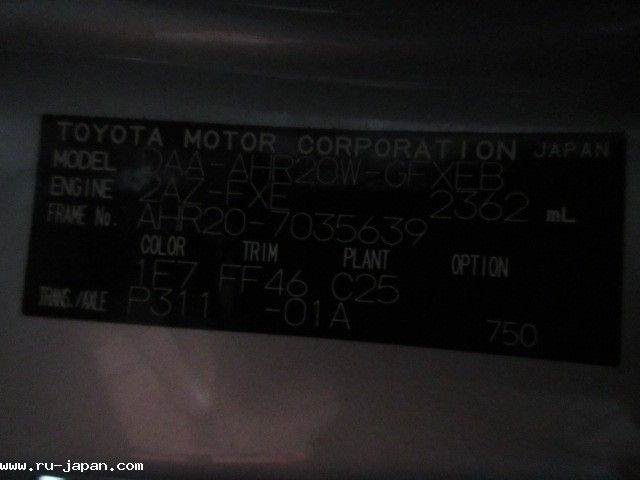 TOYOTA MOTOR CORPORATION JAPAN
MODEL DAA-AHR20W-GFXEB
ENGINE 2AZ-FXE 2362 mL
FRAME No. AHR20-7035639
COLOR TRIM PLANT OPTION
1E7 FF46 C25
TRANS./AXLE P311 -01A 750
www.ru-japan.com